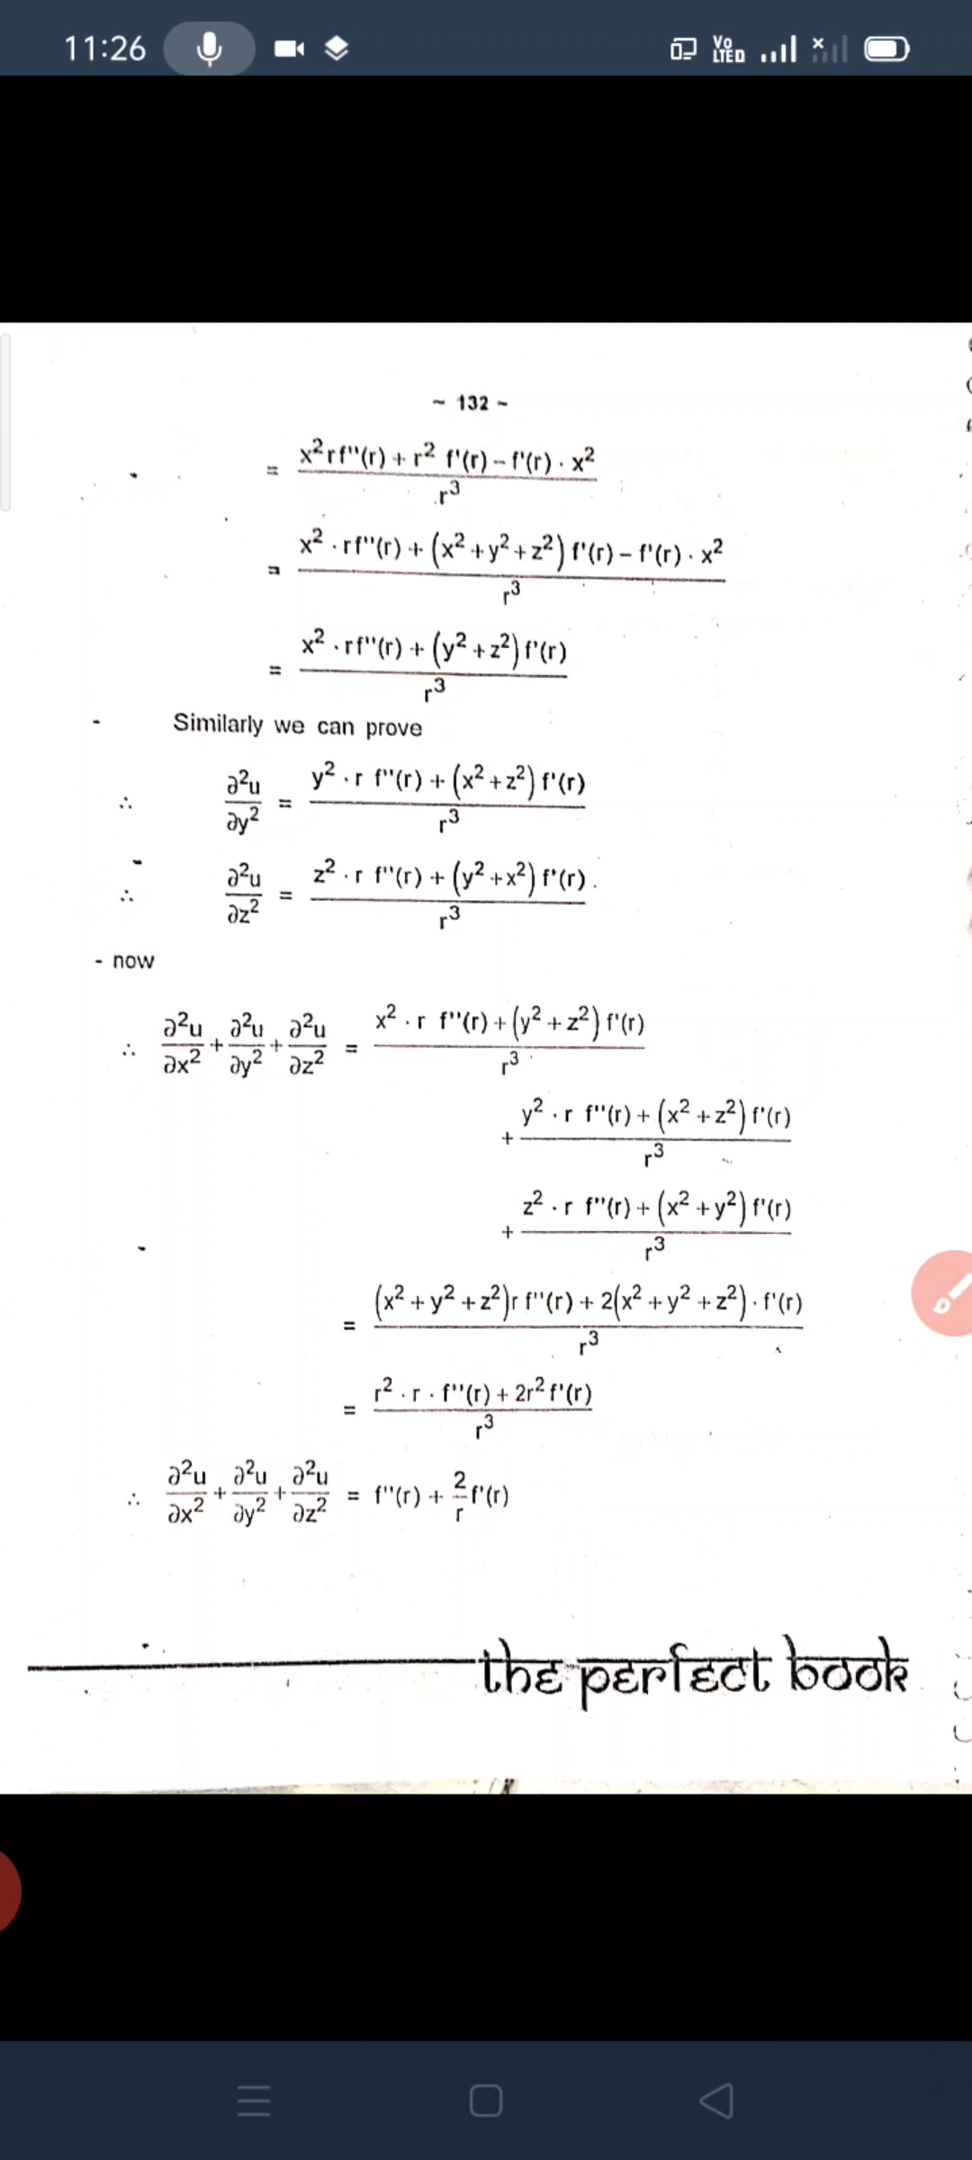 11:26
Vo LTED
~ 132 ~
= x²rf''(r) + r² f'(r) – f'(r) · x² / r³
= x² · rf''(r) + (x² + y² + z²) f'(r) – f'(r) · x² / r³
= x² · rf''(r) + (y² + z²) f'(r) / r³
- Similarly we can prove
∴ ∂²u/∂y² = y² · r f''(r) + (x² + z²) f'(r) / r³
∴ ∂²u/∂z² = z² · r f''(r) + (y² + x²) f'(r) . / r³
- now
∴ ∂²u/∂x² + ∂²u/∂y² + ∂²u/∂z² = x² · r f''(r) + (y² + z²) f'(r) / r³
+ y² · r f''(r) + (x² + z²) f'(r) / r³
+ z² · r f''(r) + (x² + y²) f'(r) / r³
= (x² + y² + z²) r f''(r) + 2(x² + y² + z²) · f'(r) / r³
= r² · r · f''(r) + 2r² f'(r) / r³
∴ ∂²u/∂x² + ∂²u/∂y² + ∂²u/∂z² = f''(r) + 2/r f'(r)
the perfect book